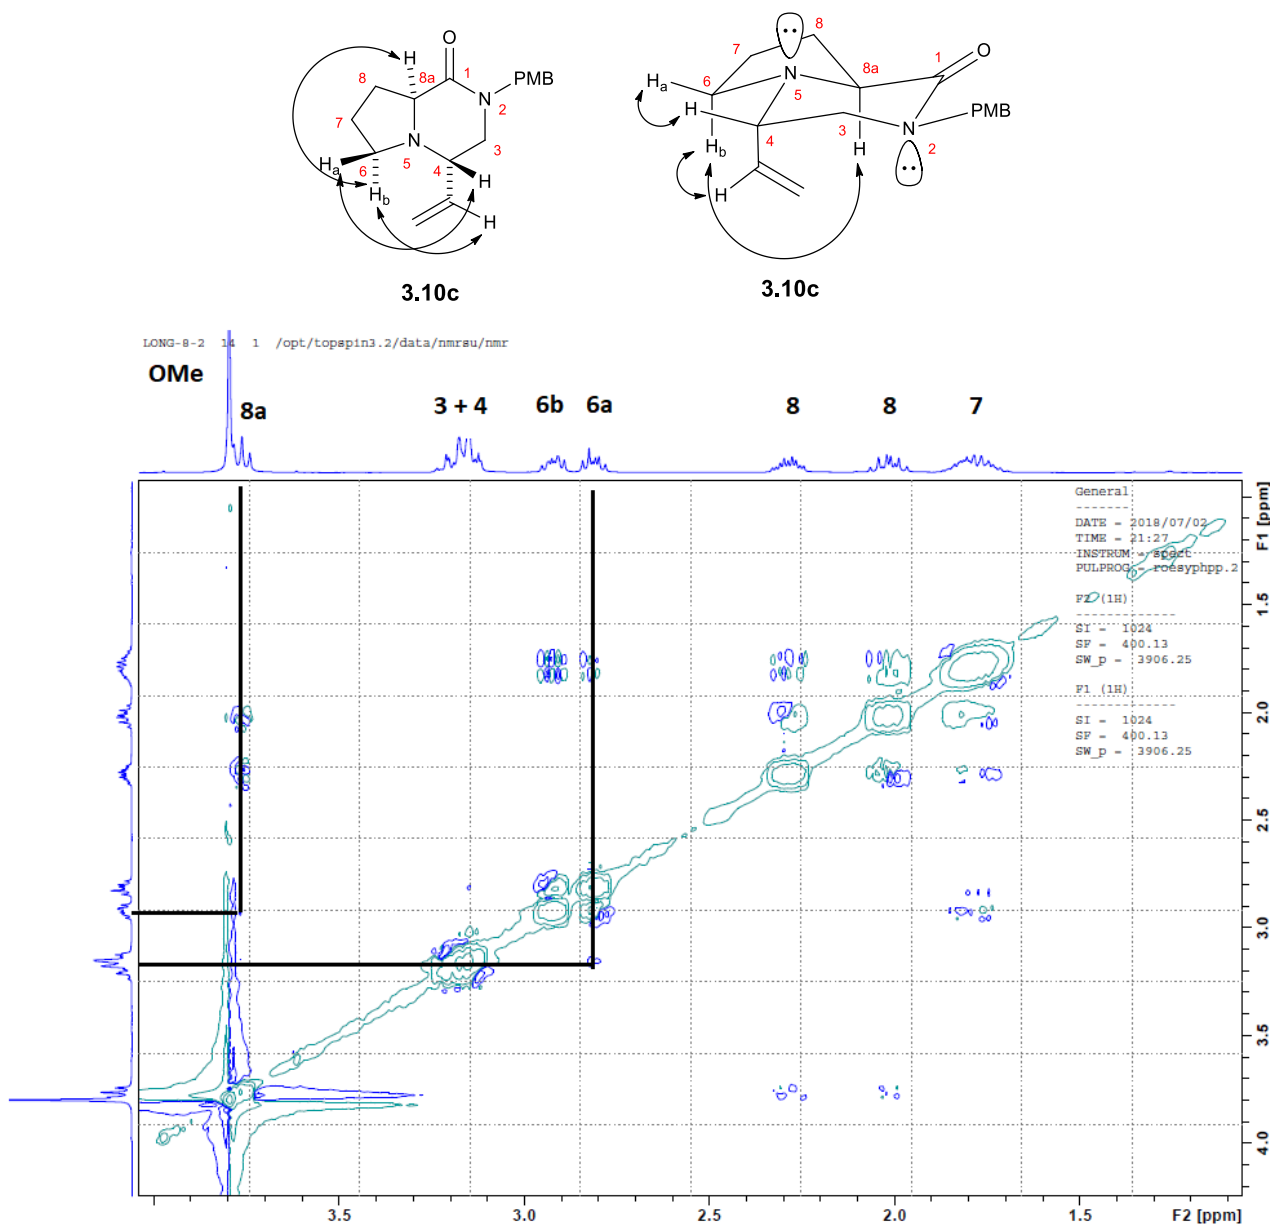 O
H
8
8a
1
PMB
N
2
7
N
3
5
4
Ha
6
H
Hb
H
3.10c
8
7
1
O
Ha
6
N
8a
5
H
3
N
PMB
4
Hb
H
2
H
3.10c
LONG-8-2 14 1 /opt/topspin3.2/data/nmrsu/nmr
OMe
8a
3 + 4
6b
6a
8
8
7
General
-------
DATE = 2018/07/02
TIME = 21:27
INSTRUM = spect
PULPROG = roesyphpp.2
F2 (1H)
-------------
SI = 1024
SF = 400.13
SW_p = 3906.25
F1 (1H)
-------------
SI = 1024
SF = 400.13
SW_p = 3906.25
F1 [ppm]
1.5
2.0
2.5
3.0
3.5
4.0
3.5
3.0
2.5
2.0
1.5
F2 [ppm]